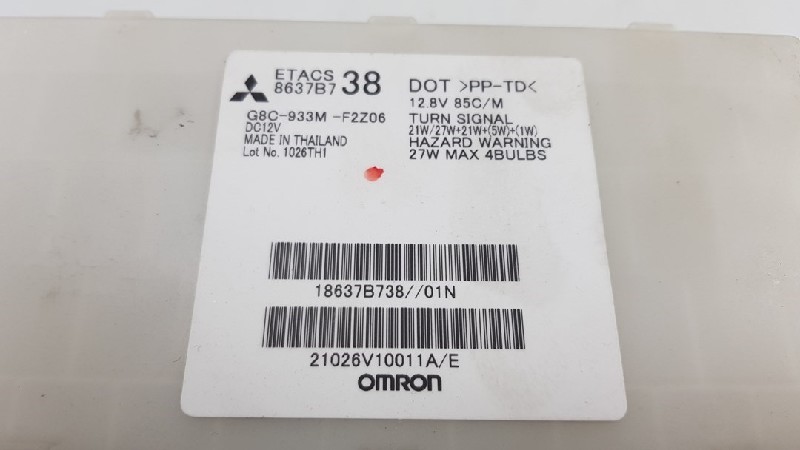 ETACS
8637B7 38
G8C-933M -F2Z06
DC12V
MADE IN THAILAND
Lot No. 1026TH1
DOT >PP-TD<
12.8V 85C/M
TURN SIGNAL
21W/27W+21W+(5W)+(1W)
HAZARD WARNING
27W MAX 4BULBS
18637B738//01N
21026V10011A/E
OMRON